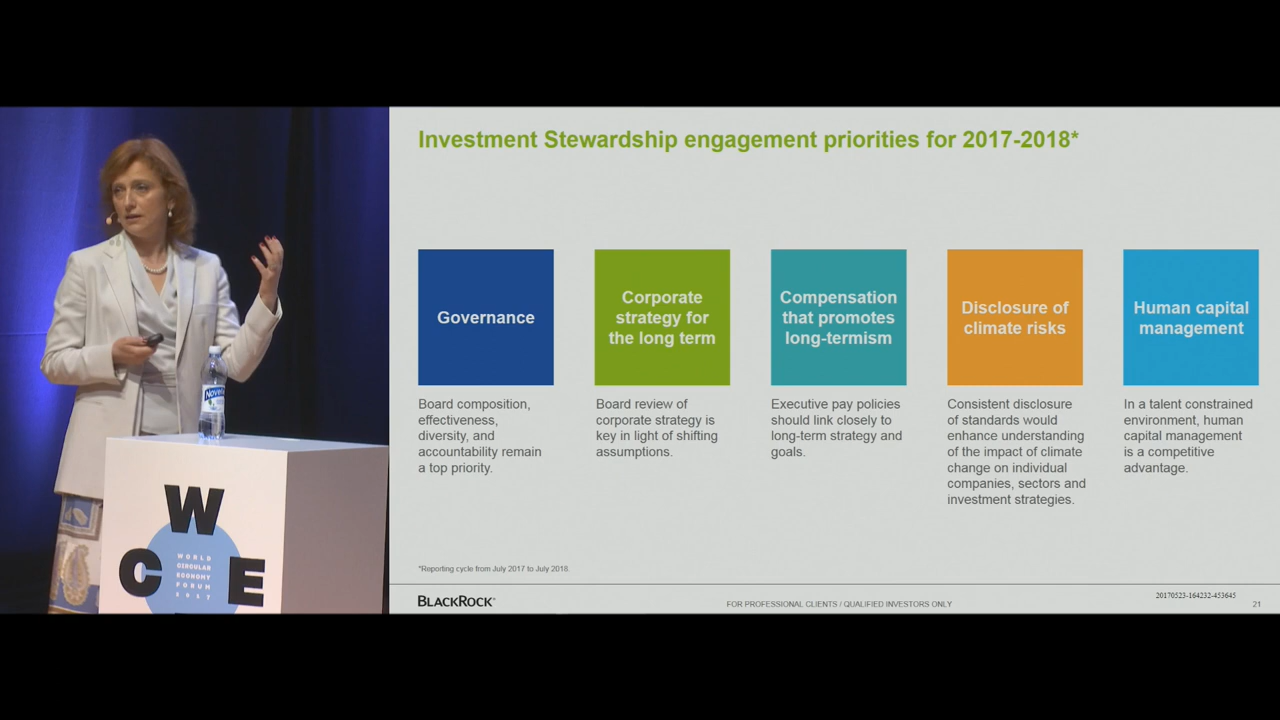 Investment Stewardship engagement priorities for 2017-2018*
Governance
Board composition,
effectiveness,
diversity, and
accountability remain
a top priority.
Corporate
strategy for
the long term
Board review of
corporate strategy is
key in light of shifting
assumptions.
Compensation
that promotes
long-termism
Executive pay policies
should link closely to
long-term strategy and
goals.
Disclosure of
climate risks
Consistent disclosure
of standards would
enhance understanding
of the impact of climate
change on individual
companies, sectors and
investment strategies.
Human capital
management
In a talent constrained
environment, human
capital management
is a competitive
advantage.
*Reporting cycle from July 2017 to July 2018.
BLACKROCK®
FOR PROFESSIONAL CLIENTS / QUALIFIED INVESTORS ONLY
20170523-164232-453645
21
W
C E
WORLD
CIRCULAR
ECONOMY
FORUM
2017